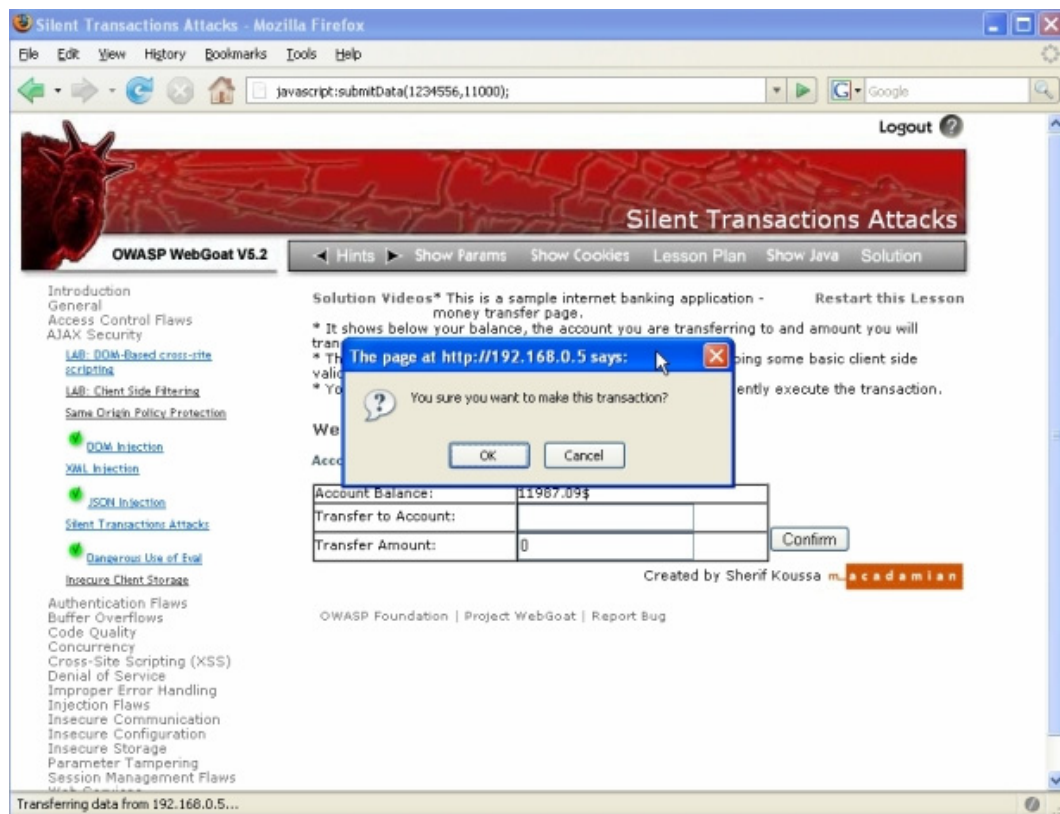 Silent Transactions Attacks - Mozilla Firefox
File Edit View History Bookmarks Tools Help
javascript:submitData(1234556,11000);
G Google
Logout ?
Silent Transactions Attacks
OWASP WebGoat V5.2
Hints Show Params Show Cookies Lesson Plan Show Java Solution
Introduction
General
Access Control Flaws
AJAX Security
LAB: DOM-Based cross-site
scripting
LAB: Client Side Filtering
Same Origin Policy Protection
DOM Injection
XML Injection
JSON Injection
Silent Transactions Attacks
Dangerous Use of Eval
Insecure Client Storage
Authentication Flaws
Buffer Overflows
Code Quality
Concurrency
Cross-Site Scripting (XSS)
Denial of Service
Improper Error Handling
Injection Flaws
Insecure Communication
Insecure Configuration
Insecure Storage
Parameter Tampering
Session Management Flaws
Solution Videos* This is a sample internet banking application - Restart this Lesson
money transfer page.
* It shows below your balance, the account you are transferring to and amount you will
The page at http://192.168.0.5 says:
some basic client side
execute the transaction.
You sure you want to make this transaction?
OK Cancel
Account Balance: 11987.09$
Transfer to Account:
Transfer Amount: 0
Confirm
Created by Sherif Koussa macadamian
OWASP Foundation | Project WebGoat | Report Bug
Transferring data from 192.168.0.5...